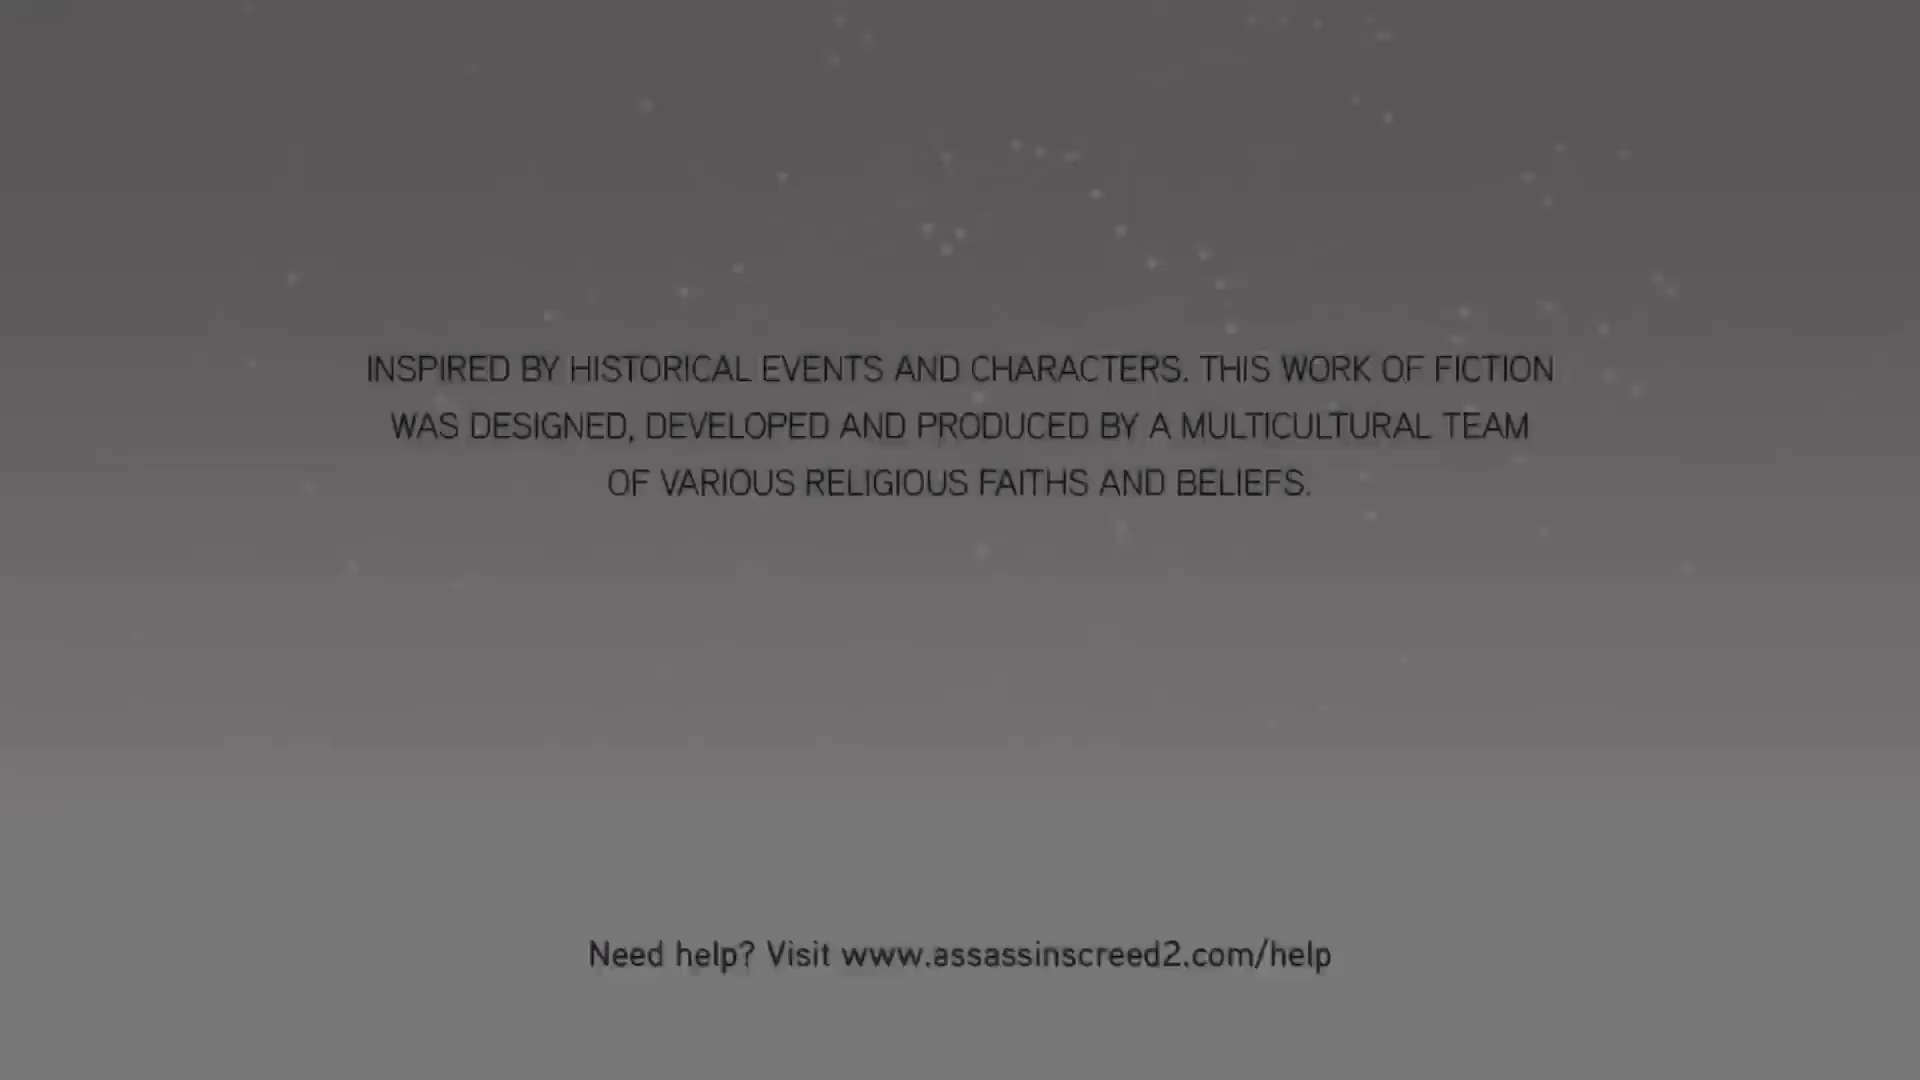 INSPIRED BY HISTORICAL EVENTS AND CHARACTERS. THIS WORK OF FICTION
WAS DESIGNED, DEVELOPED AND PRODUCED BY A MULTICULTURAL TEAM
OF VARIOUS RELIGIOUS FAITHS AND BELIEFS.
Need help? Visit www.assassinscreed2.com/help